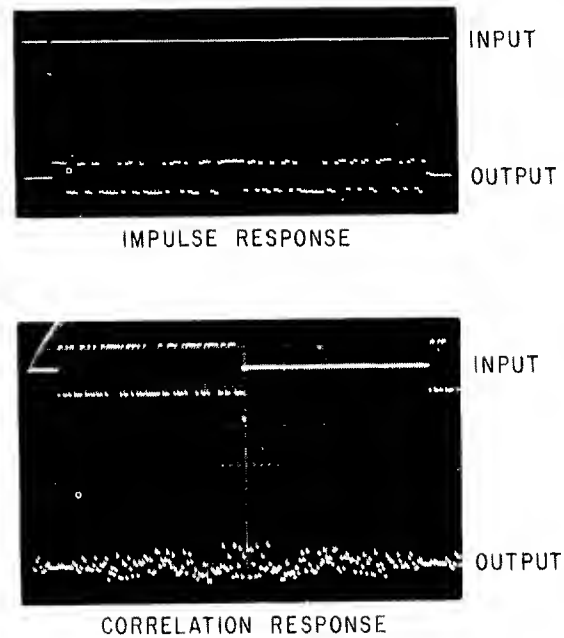 INPUT
OUTPUT
IMPULSE RESPONSE
INPUT
OUTPUT
CORRELATION RESPONSE